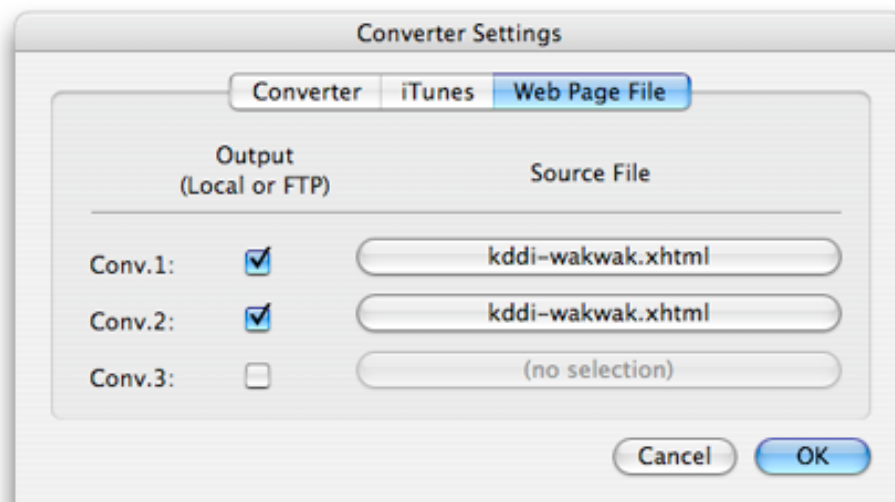 Converter Settings
Converter iTunes Web Page File
Output
(Local or FTP)
Source File
Conv.1: kddi-wakwak.xhtml
Conv.2: kddi-wakwak.xhtml
Conv.3: (no selection)
Cancel OK